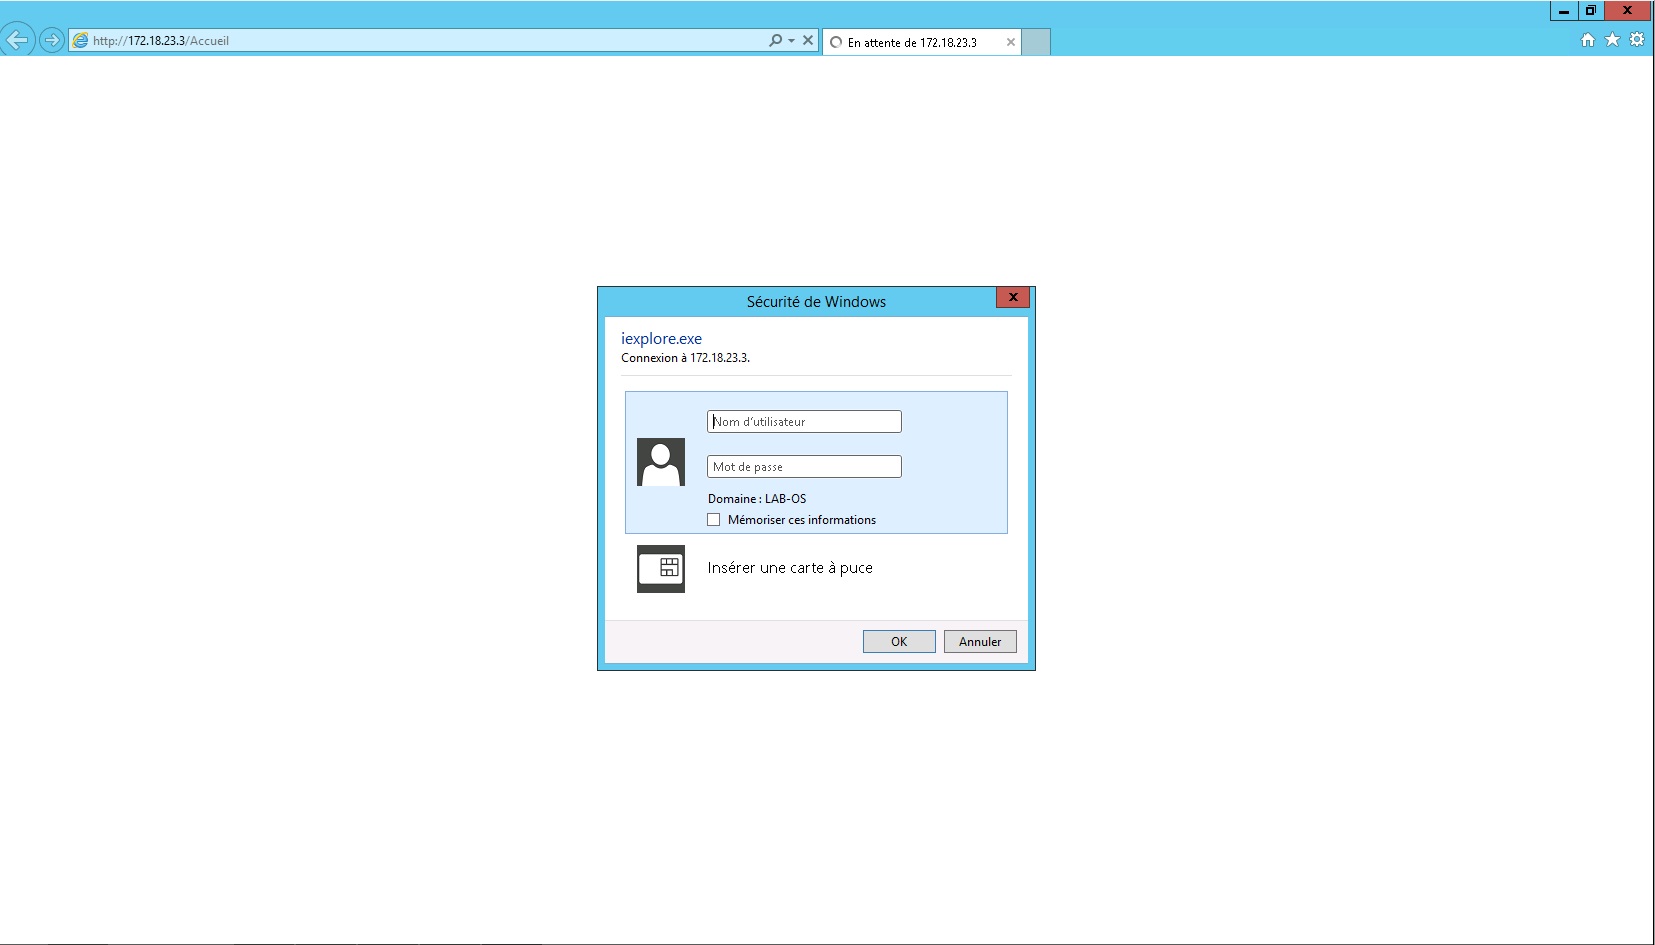 http://172.18.23.3/Accueil
En attente de 172.18.23.3
Sécurité de Windows
iexplore.exe
Connexion à 172.18.23.3.
Nom d'utilisateur
Mot de passe
Domaine : LAB-OS
Mémoriser ces informations
Insérer une carte à puce
OK
Annuler